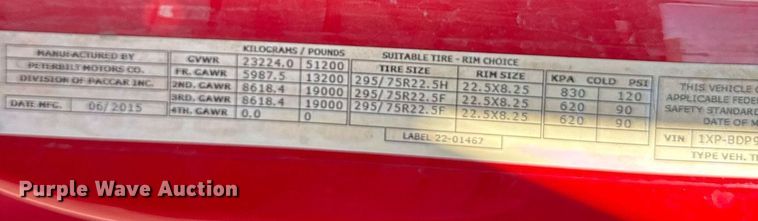 KILOGRAMS / POUNDS
SUITABLE TIRE - RIM CHOICE
MANUFACTURED BY
PETERBILT MOTORS CO.
DIVISION OF PACCAR INC.
DATE MFG. 06/2015
GVWR 23224.0 51200
FR. GAWR 5987.5 13200
2ND. GAWR 8618.4 19000
3RD. GAWR 8618.4 19000
4TH. GAWR 0.0 0
TIRE SIZE RIM SIZE KPA COLD PSI
295/75R22.5H 22.5X8.25 830 120
295/75R22.5F 22.5X8.25 620 90
295/75R22.5F 22.5X8.25 620 90
LABEL 22-01467
THIS VEHICLE
APPLICABLE FEDE
SAFETY STANDARD
DATE OF M
VIN 1XP-BDP9
TYPE VEH. T
Purple Wave Auction